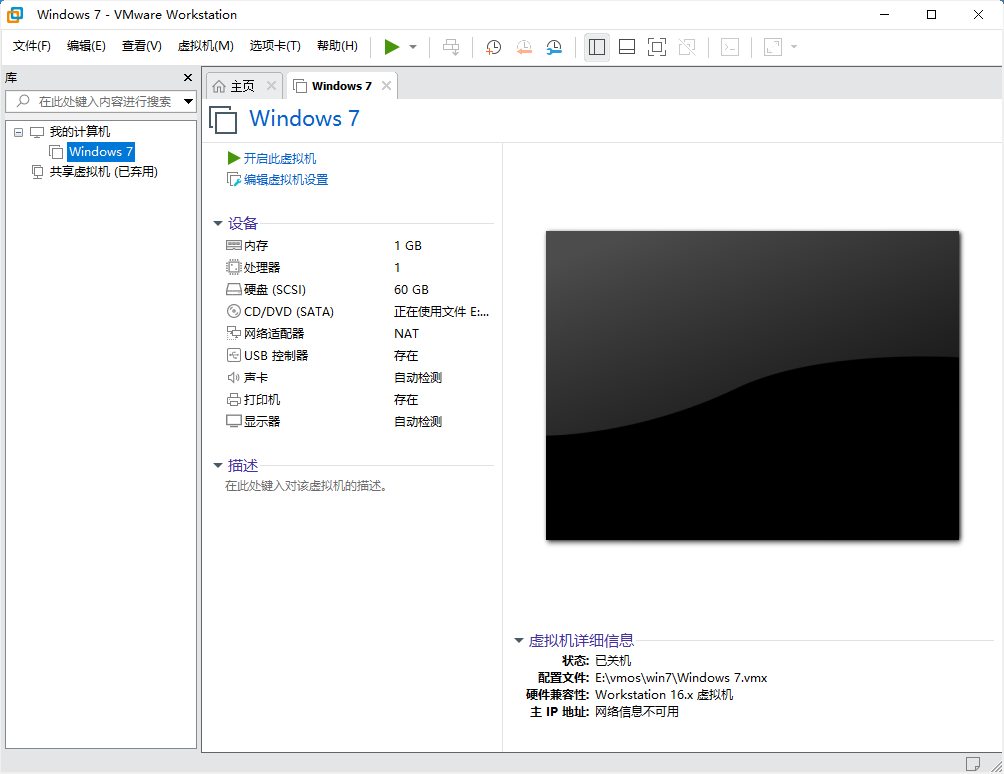 Windows 7 - VMware Workstation
文件(F) 编辑(E) 查看(V) 虚拟机(M) 选项卡(T) 帮助(H)
库
在此处键入内容进行搜索
我的计算机
Windows 7
共享虚拟机 (已弃用)
主页
Windows 7
Windows 7
开启此虚拟机
编辑虚拟机设置
设备
内存 1 GB
处理器 1
硬盘 (SCSI) 60 GB
CD/DVD (SATA) 正在使用文件 E:...
网络适配器 NAT
USB 控制器 存在
声卡 自动检测
打印机 存在
显示器 自动检测
描述
在此处键入对该虚拟机的描述。
虚拟机详细信息
状态: 已关机
配置文件: E:\vmos\win7\Windows 7.vmx
硬件兼容性: Workstation 16.x 虚拟机
主 IP 地址: 网络信息不可用